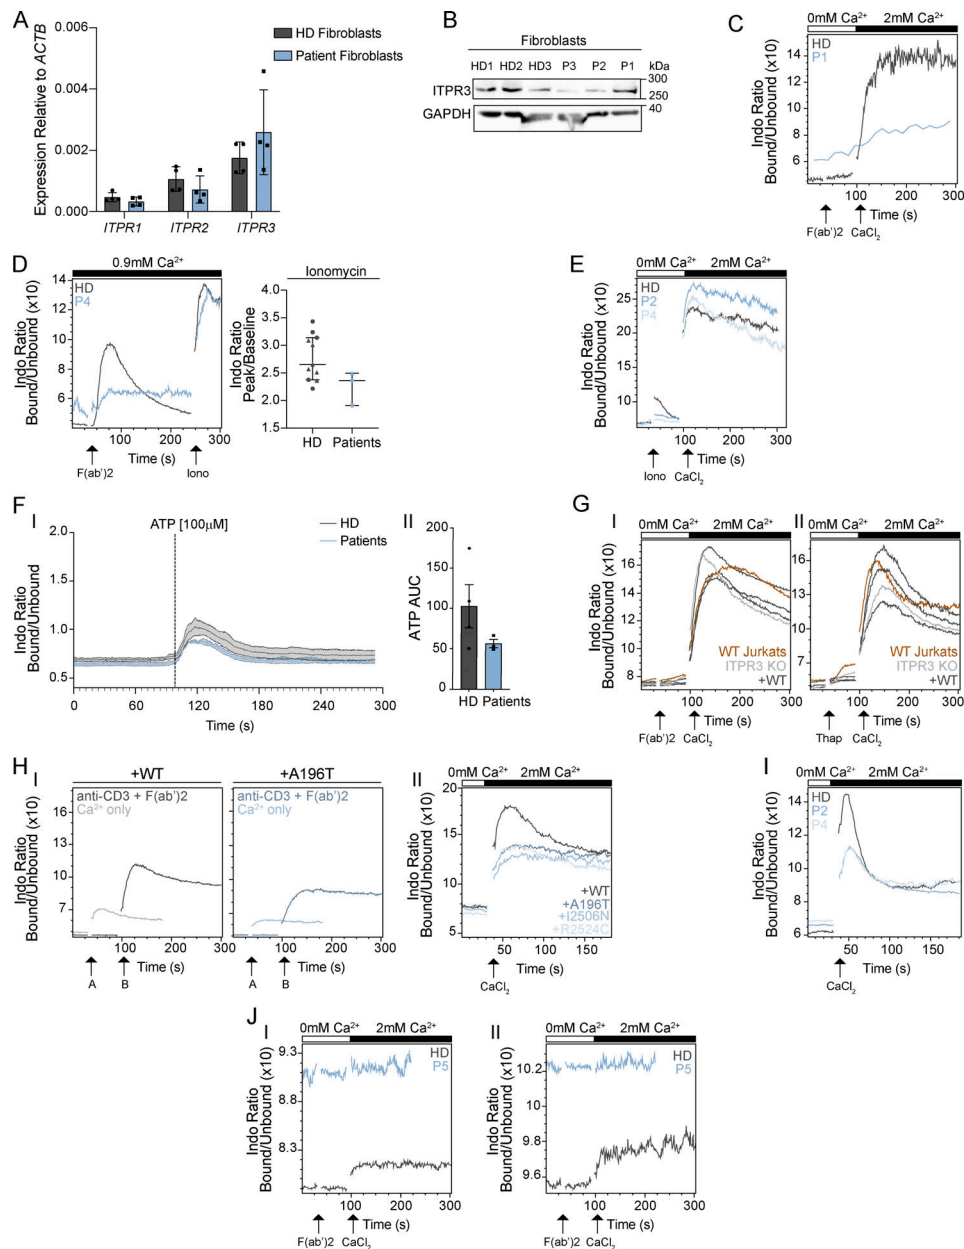 A
HD Fibroblasts
Patient Fibroblasts
Expression Relative to ACTB
0.006
0.004
0.002
0.000
ITPR1 ITPR2 ITPR3
B
Fibroblasts
HD1 HD2 HD3 P3 P2 P1 kDa
ITPR3
300
250
GAPDH
40
C
0mM Ca²⁺ 2mM Ca²⁺
HD
P1
Indo Ratio
Bound/Unbound (x10)
14
12
10
8
6
100 200 300
Time (s)
F(ab')2 CaCl₂
D
0.9mM Ca²⁺
HD
P4
Indo Ratio
Bound/Unbound (x10)
14
12
10
8
6
100 200 300
Time (s)
F(ab')2 Iono
Ionomycin
Indo Ratio
Peak/Baseline
4.5
4.0
3.5
3.0
2.5
2.0
1.5
HD Patients
E
0mM Ca²⁺ 2mM Ca²⁺
HD
P2
P4
Indo Ratio
Bound/Unbound (x10)
25
20
15
10
100 200 300
Time (s)
Iono CaCl₂
F
I
ATP [100µM]
HD
Patients
Indo Ratio
Bound/Unbound
2.0
1.5
1.0
0.5
0 60 120 180 240 300
Time (s)
II
ATP AUC
200
150
100
50
0
HD Patients
G
I
0mM Ca²⁺ 2mM Ca²⁺
Indo Ratio
Bound/Unbound (x10)
16
14
12
10
8
WT Jurkats
ITPR3 KO
+WT
100 200 300
Time (s)
F(ab')2 CaCl₂
II
0mM Ca²⁺ 2mM Ca²⁺
16
13
10
7
WT Jurkats
ITPR3 KO
+WT
100 200 300
Time (s)
Thap CaCl₂
H
I
+WT
anti-CD3 + F(ab')2
Ca²⁺ only
Indo Ratio
Bound/Unbound (x10)
16
13
10
7
100 200 300
Time (s)
A B
+A196T
anti-CD3 + F(ab')2
Ca²⁺ only
100 200 300
Time (s)
A B
II
0mM Ca²⁺ 2mM Ca²⁺
Indo Ratio
Bound/Unbound (x10)
20
15
10
5
+WT
+A196T
+I2506N
+R2524C
50 100 150
Time (s)
CaCl₂
I
0mM Ca²⁺ 2mM Ca²⁺
HD
P2
P4
Indo Ratio
Bound/Unbound (x10)
14
12
10
8
6
50 100 150
Time (s)
CaCl₂
J
I
0mM Ca²⁺ 2mM Ca²⁺
HD
P5
Indo Ratio
Bound/Unbound (x10)
9.3
8.8
8.3
100 200 300
Time (s)
F(ab')2 CaCl₂
II
0mM Ca²⁺ 2mM Ca²⁺
HD
P5
Indo Ratio
Bound/Unbound (x10)
10.2
10
9.8
9.6
100 200 300
Time (s)
F(ab')2 CaCl₂